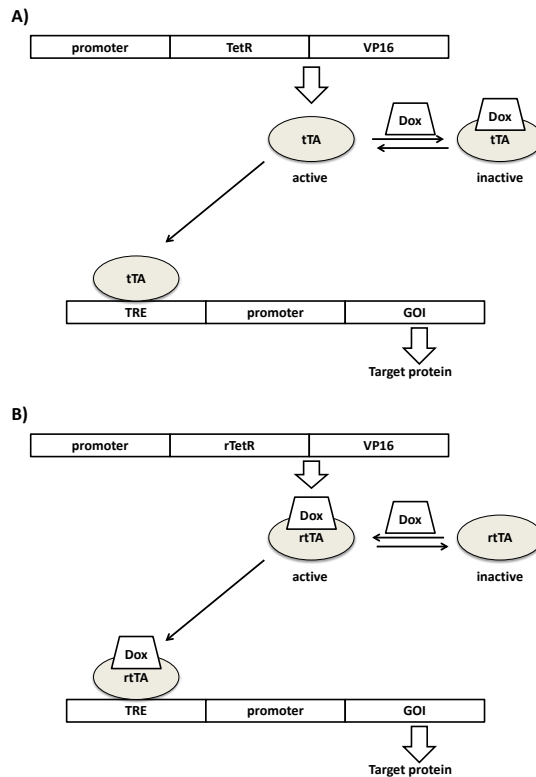 A)
promoter TetR VP16
Dox Dox
tTA tTA
active inactive
tTA
TRE promoter GOI
Target protein
B)
promoter rTetR VP16
Dox Dox
rtTA rtTA
active inactive
Dox
rtTA
TRE promoter GOI
Target protein